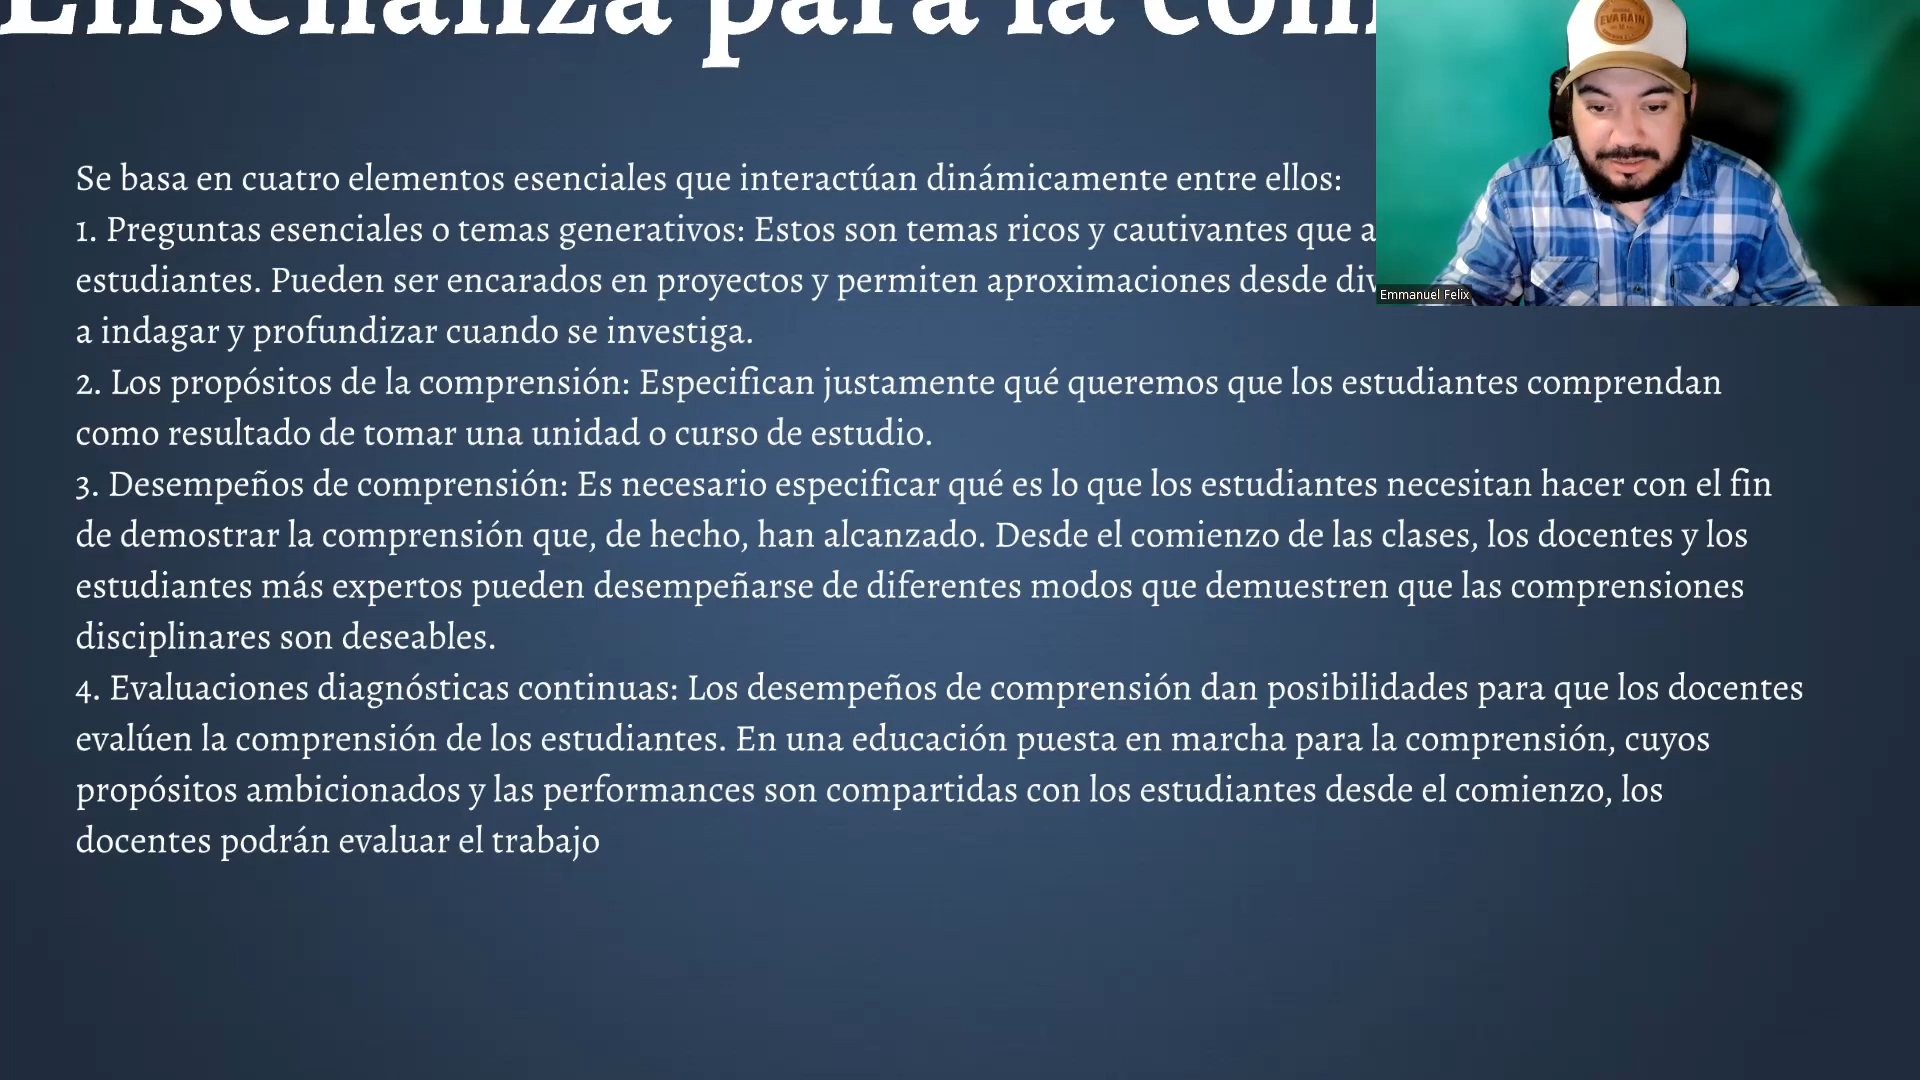 Enseñanza para la com
EVA RAIN
Se basa en cuatro elementos esenciales que interactúan dinámicamente entre ellos:
1. Preguntas esenciales o temas generativos: Estos son temas ricos y cautivantes que a
estudiantes. Pueden ser encarados en proyectos y permiten aproximaciones desde div
Emmanuel Felix
a indagar y profundizar cuando se investiga.
2. Los propósitos de la comprensión: Especifican justamente qué queremos que los estudiantes comprendan
como resultado de tomar una unidad o curso de estudio.
3. Desempeños de comprensión: Es necesario especificar qué es lo que los estudiantes necesitan hacer con el fin
de demostrar la comprensión que, de hecho, han alcanzado. Desde el comienzo de las clases, los docentes y los
estudiantes más expertos pueden desempeñarse de diferentes modos que demuestren que las comprensiones
disciplinares son deseables.
4. Evaluaciones diagnósticas continuas: Los desempeños de comprensión dan posibilidades para que los docentes
evalúen la comprensión de los estudiantes. En una educación puesta en marcha para la comprensión, cuyos
propósitos ambicionados y las performances son compartidas con los estudiantes desde el comienzo, los
docentes podrán evaluar el trabajo